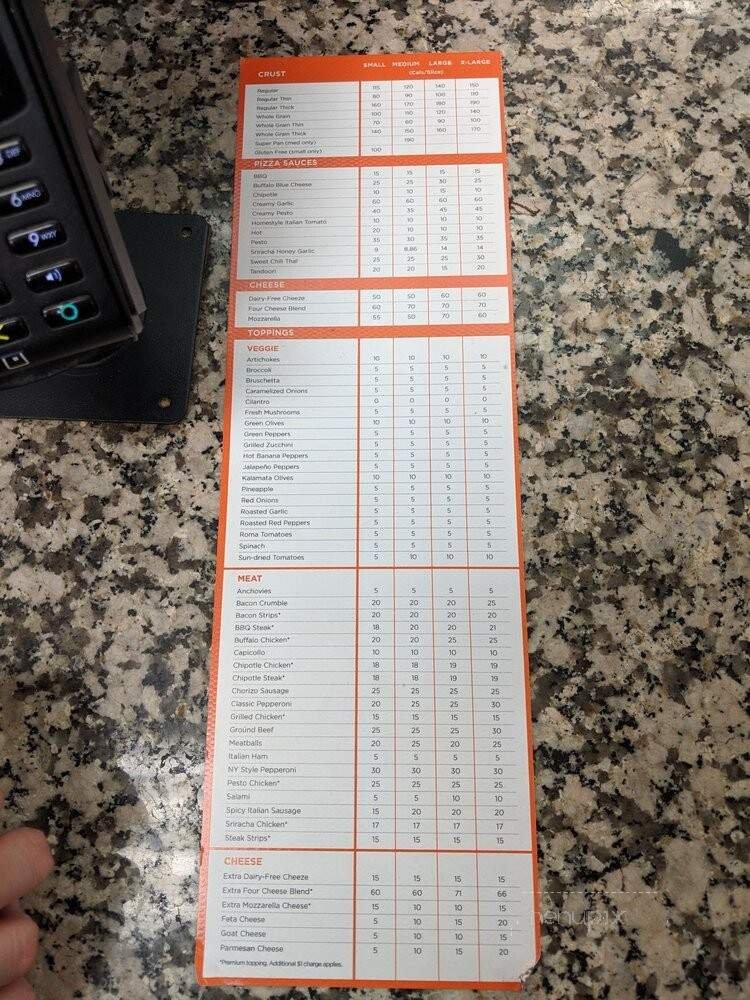 CRUST SMALL MEDIUM LARGE X-LARGE
(Cals/Slice)
Regular 115 120 140 150
Regular Thin 80 90 100 110
Regular Thick 160 170 180 190
Whole Grain 100 110 120 140
Whole Grain Thin 70 60 90 100
Whole Grain Thick 140 150 160 170
Super Pan (med only) 190
Gluten Free (small only) 100
PIZZA SAUCES
BBQ 15 15 15 15
Buffalo Blue Cheese 25 25 30 25
Chipotle 10 10 15 10
Creamy Garlic 60 60 60 60
Creamy Pesto 40 35 45 45
Homestyle Italian Tomato 10 10 10 10
Hot 20 10 10 10
Pesto 35 30 35 35
Sriracha Honey Garlic 9 8.86 14 14
Sweet Chili Thai 25 25 25 30
Tandoori 20 20 15 20
CHEESE
Dairy-Free Cheeze 50 50 60 60
Four Cheese Blend 60 70 70 70
Mozzarella 55 50 70 60
TOPPINGS
VEGGIE
Artichokes 10 10 10 10
Broccoli 5 5 5 5
Bruschetta 5 5 5 5
Caramelized Onions 5 5 5 5
Cilantro 0 0 0 0
Fresh Mushrooms 5 5 5 5
Green Olives 10 10 10 10
Green Peppers 5 5 5 5
Grilled Zucchini 5 5 5 5
Hot Banana Peppers 5 5 5 5
Jalapeño Peppers 5 5 5 5
Kalamata Olives 10 10 10 10
Pineapple 5 5 5 5
Red Onions 5 5 5 5
Roasted Garlic 5 5 5 5
Roasted Red Peppers 5 5 5 5
Roma Tomatoes 5 5 5 5
Spinach 5 5 5 5
Sun-dried Tomatoes 5 10 10 10
MEAT
Anchovies 5 5 5 5
Bacon Crumble 20 20 20 25
Bacon Strips* 20 20 20 20
BBQ Steak* 18 20 20 21
Buffalo Chicken* 20 20 25 25
Capicollo 10 10 10 10
Chipotle Chicken* 18 18 19 19
Chipotle Steak* 18 18 19 19
Chorizo Sausage 25 25 25 25
Classic Pepperoni 20 25 25 30
Grilled Chicken* 15 15 15 15
Ground Beef 25 25 25 30
Meatballs 20 25 20 25
Italian Ham 5 5 5 5
NY Style Pepperoni 30 30 30 30
Pesto Chicken* 25 25 25 25
Salami 5 5 10 10
Spicy Italian Sausage 15 20 20 20
Sriracha Chicken* 17 17 17 17
Steak Strips* 15 15 15 15
CHEESE
Extra Dairy-Free Cheeze 15 15 15 15
Extra Four Cheese Blend* 60 60 71 66
Extra Mozzarella Cheese* 15 10 10 15
Feta Cheese 5 10 15 20
Goat Cheese 5 10 10 15
Parmesan Cheese 5 10 15 20
*Premium topping. Additional $1 charge applies.
6 MNO
9 WXY
menupix